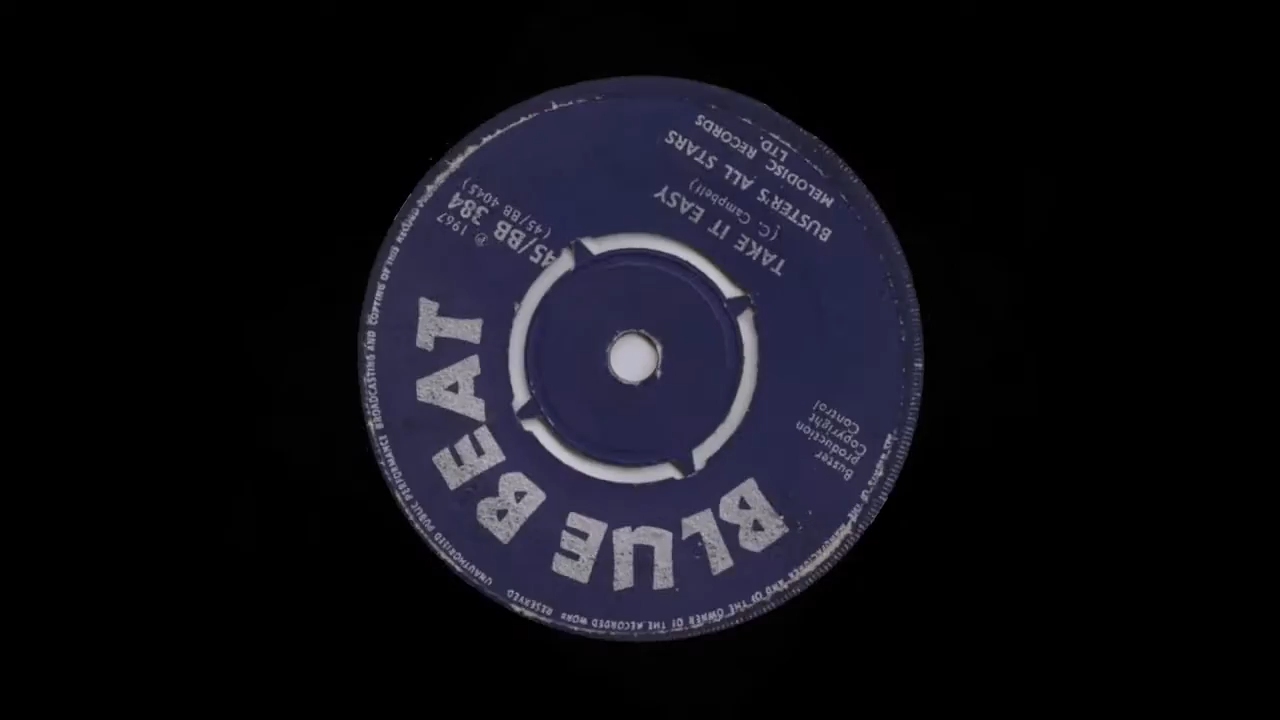 UNAUTHORISED PUBLIC PERFORMANCE BROADCASTING AND COPYING OF THIS RECORD
OF THE OWNER OF THE RECORDED WORK RESERVED
BLUE BEAT
Buster
production
Copyright
Control
45/BB 384
(45/BB 4045)
℗ 1967
TAKE IT EASY
(C. Campbell)
BUSTER'S ALL STARS
MELODISC RECORDS
LTD. RECORDS